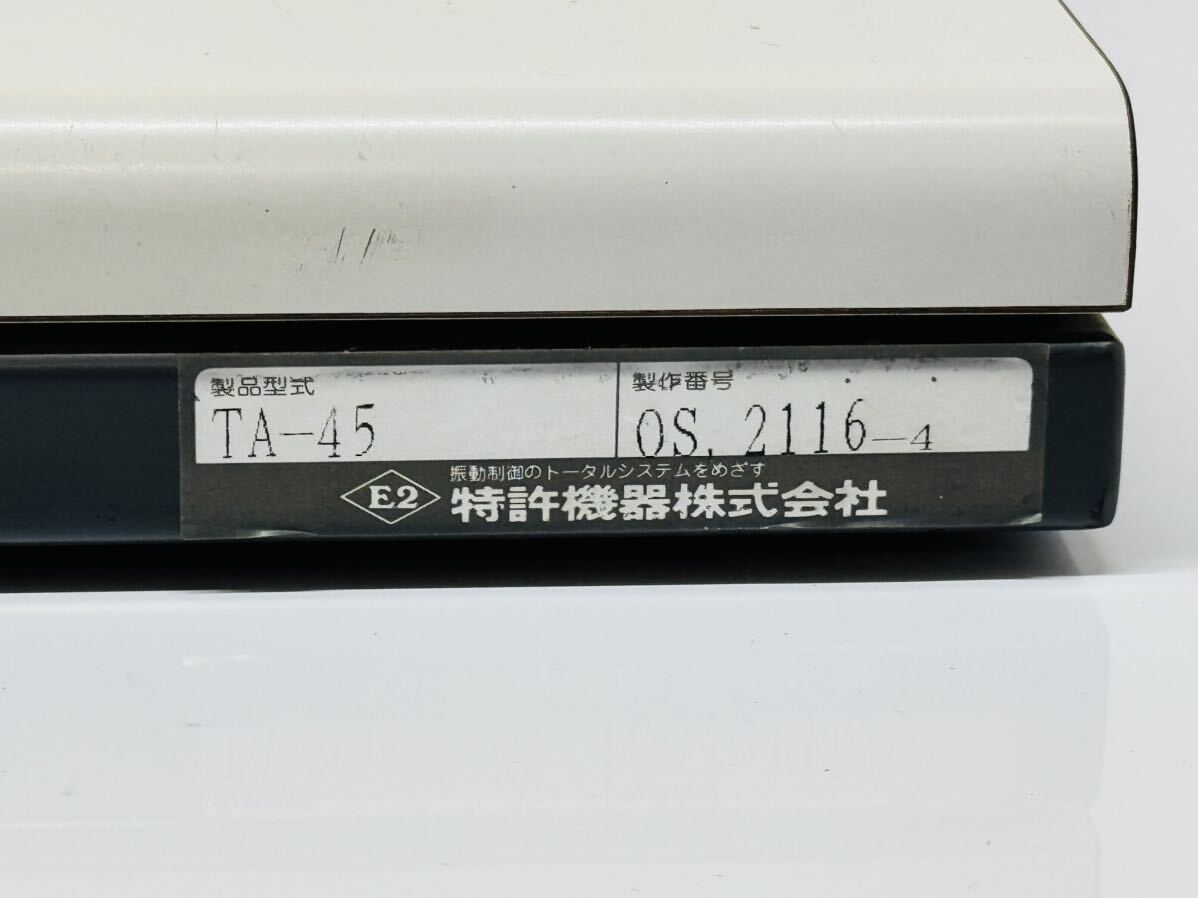 製品型式
TA-45
製作番号
OS. 2116-4
振動制御のトータルシステムをめざす
E2 特許機器株式会社